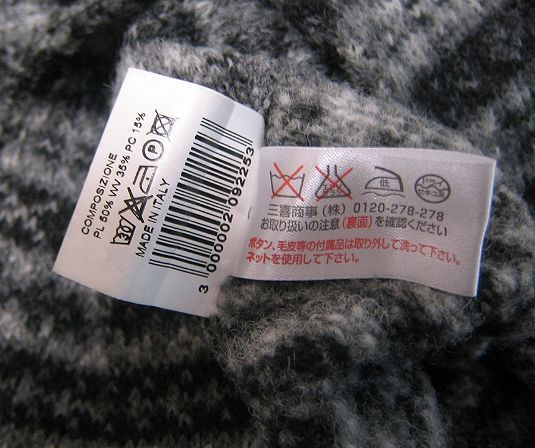 COMPOSIZIONE
PL 50% WV 35% PC 15%
30
P
MADE IN ITALY
3 000002 092253
低
三喜商事(株) 0120-278-278
お取り扱いの注意(裏面)を確認ください
ボタン、毛皮等の付属品は取り外して洗って下さい。
ネットを使用して下さい。